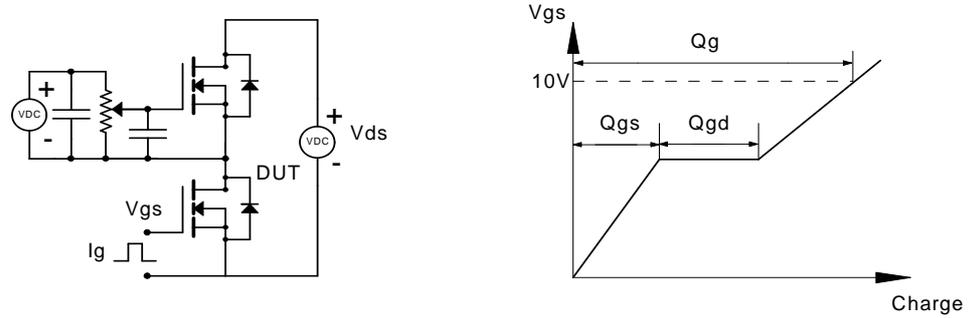 +
VDC
-
+
VDC
-
Vds
DUT
Vgs
Ig
Vgs
Qg
10V
Qgs
Qgd
Charge